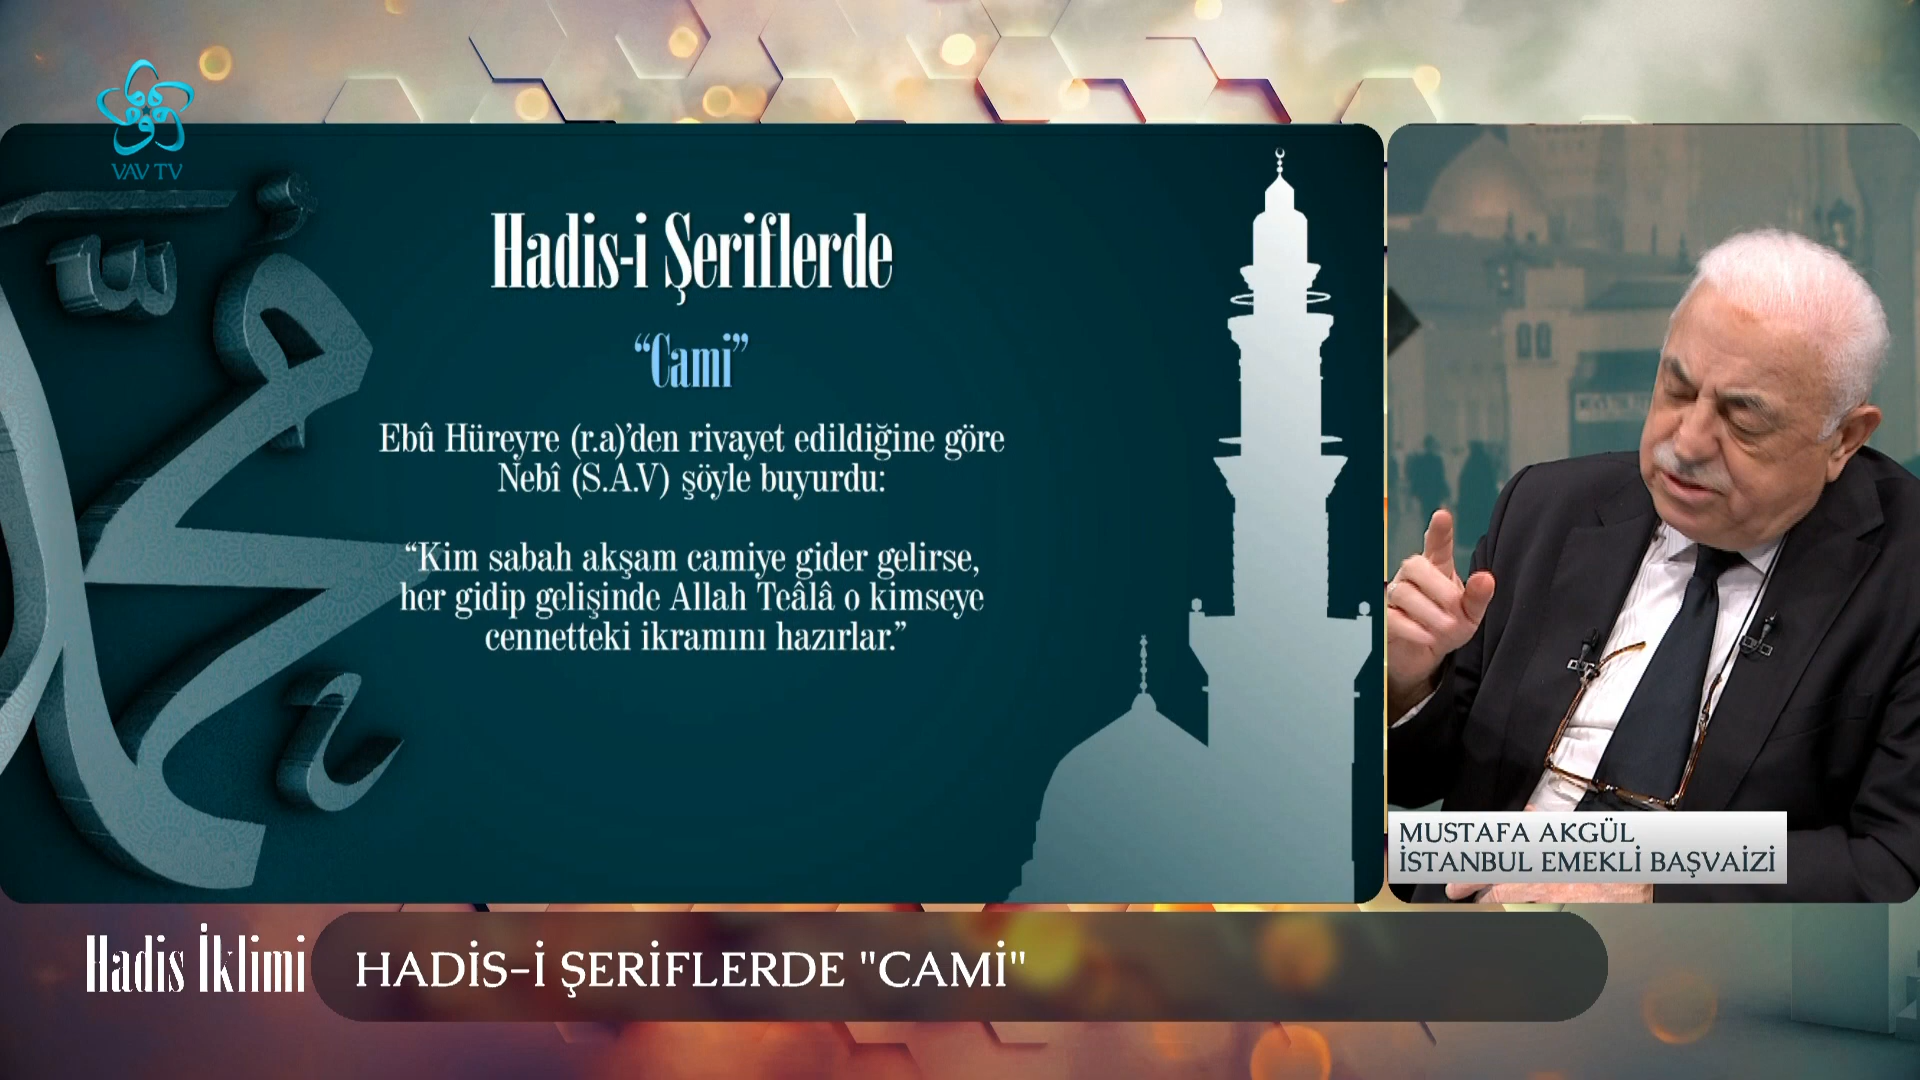 VAV TV
Hadis-i Şeriflerde
“Cami”
Ebû Hüreyre (r.a)’den rivayet edildiğine göre
Nebî (S.A.V) şöyle buyurdu:
“Kim sabah akşam camiye gider gelirse,
her gidip gelişinde Allah Teâlâ o kimseye
cennetteki ikramını hazırlar.”
MUSTAFA AKGÜL
İSTANBUL EMEKLİ BAŞVAİZİ
Hadis İklimi
HADİS-İ ŞERİFLERDE "CAMİ"